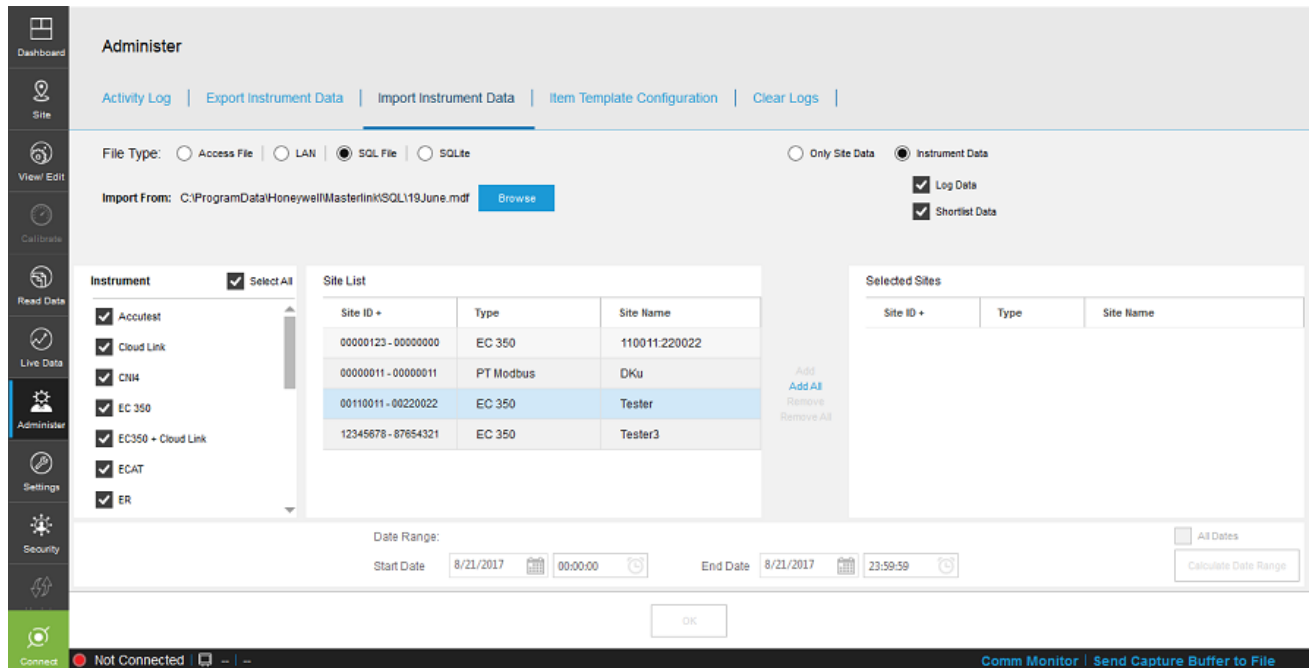 Dashboard
Site
View/ Edit
Calibrate
Read Data
Live Data
Administer
Settings
Security
Connect
Administer
Activity Log | Export Instrument Data | Import Instrument Data | Item Template Configuration | Clear Logs |
File Type: Access File | LAN | SQL File | SQLite
Only Site Data Instrument Data
Log Data
Shortlist Data
Import From: C:\ProgramData\Honeywell\Masterlink\SQL\19June.mdf Browse
Instrument Select All
Accutest
Cloud Link
CNI4
EC 350
EC350 + Cloud Link
ECAT
ER
Site List
Site ID + Type Site Name
00000123 - 00000000 EC 350 110011:220022
00000011 - 00000011 PT Modbus DKu
00110011 - 00220022 EC 350 Tester
12345678 - 87654321 EC 350 Tester3
Add
Add All
Remove
Remove All
Selected Sites
Site ID + Type Site Name
Date Range:
Start Date 8/21/2017 00:00:00 End Date 8/21/2017 23:59:59
All Dates
Calculate Date Range
OK
Not Connected | -- | --
Comm Monitor | Send Capture Buffer to File